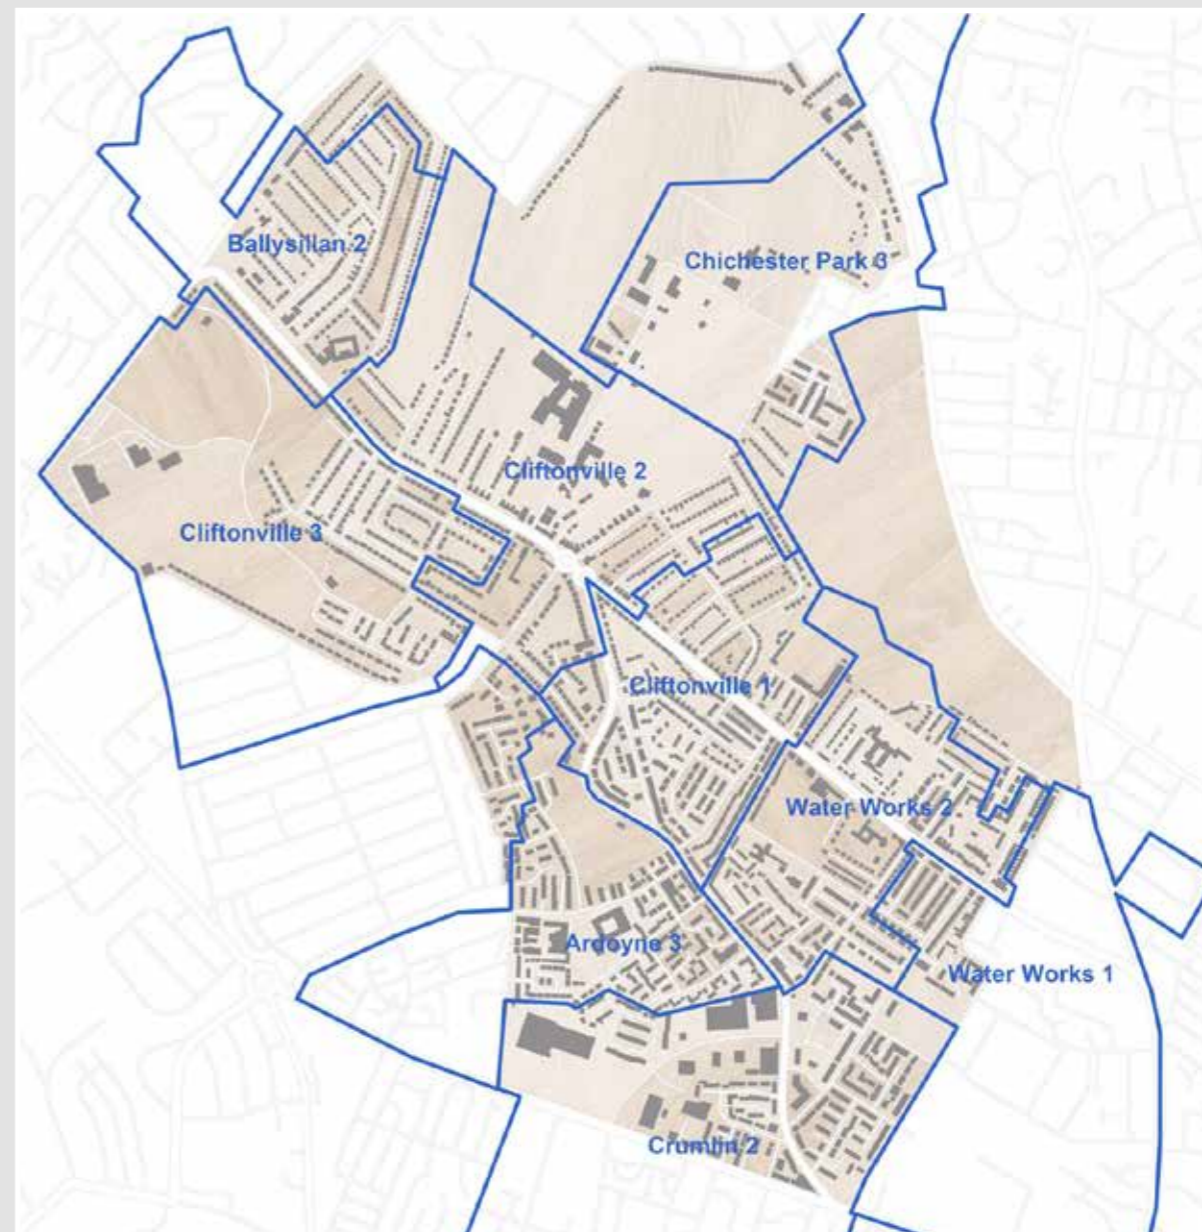 Ballysillan 2
Chichester Park 3
Cliftonville 2
Cliftonville 3
Cliftonville 1
Water Works 2
Ardoyne 3
Water Works 1
Crumlin 2